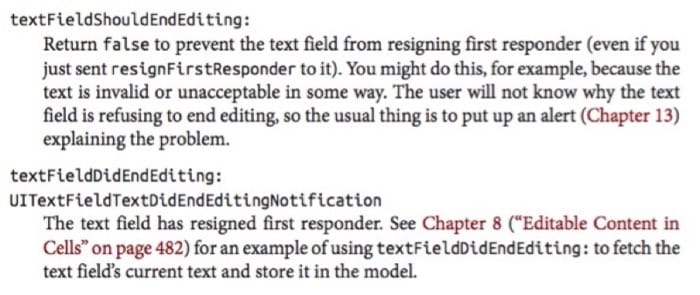 textFieldShouldEndEditing:
Return false to prevent the text field from resigning first responder (even if you
just sent resignFirstResponder to it). You might do this, for example, because the
text is invalid or unacceptable in some way. The user will not know why the text
field is refusing to end editing, so the usual thing is to put up an alert (Chapter 13)
explaining the problem.
textFieldDidEndEditing:
UITextFieldTextDidEndEditingNotification
The text field has resigned first responder. See Chapter 8 (“Editable Content in
Cells” on page 482) for an example of using textFieldDidEndEditing: to fetch the
text field’s current text and store it in the model.